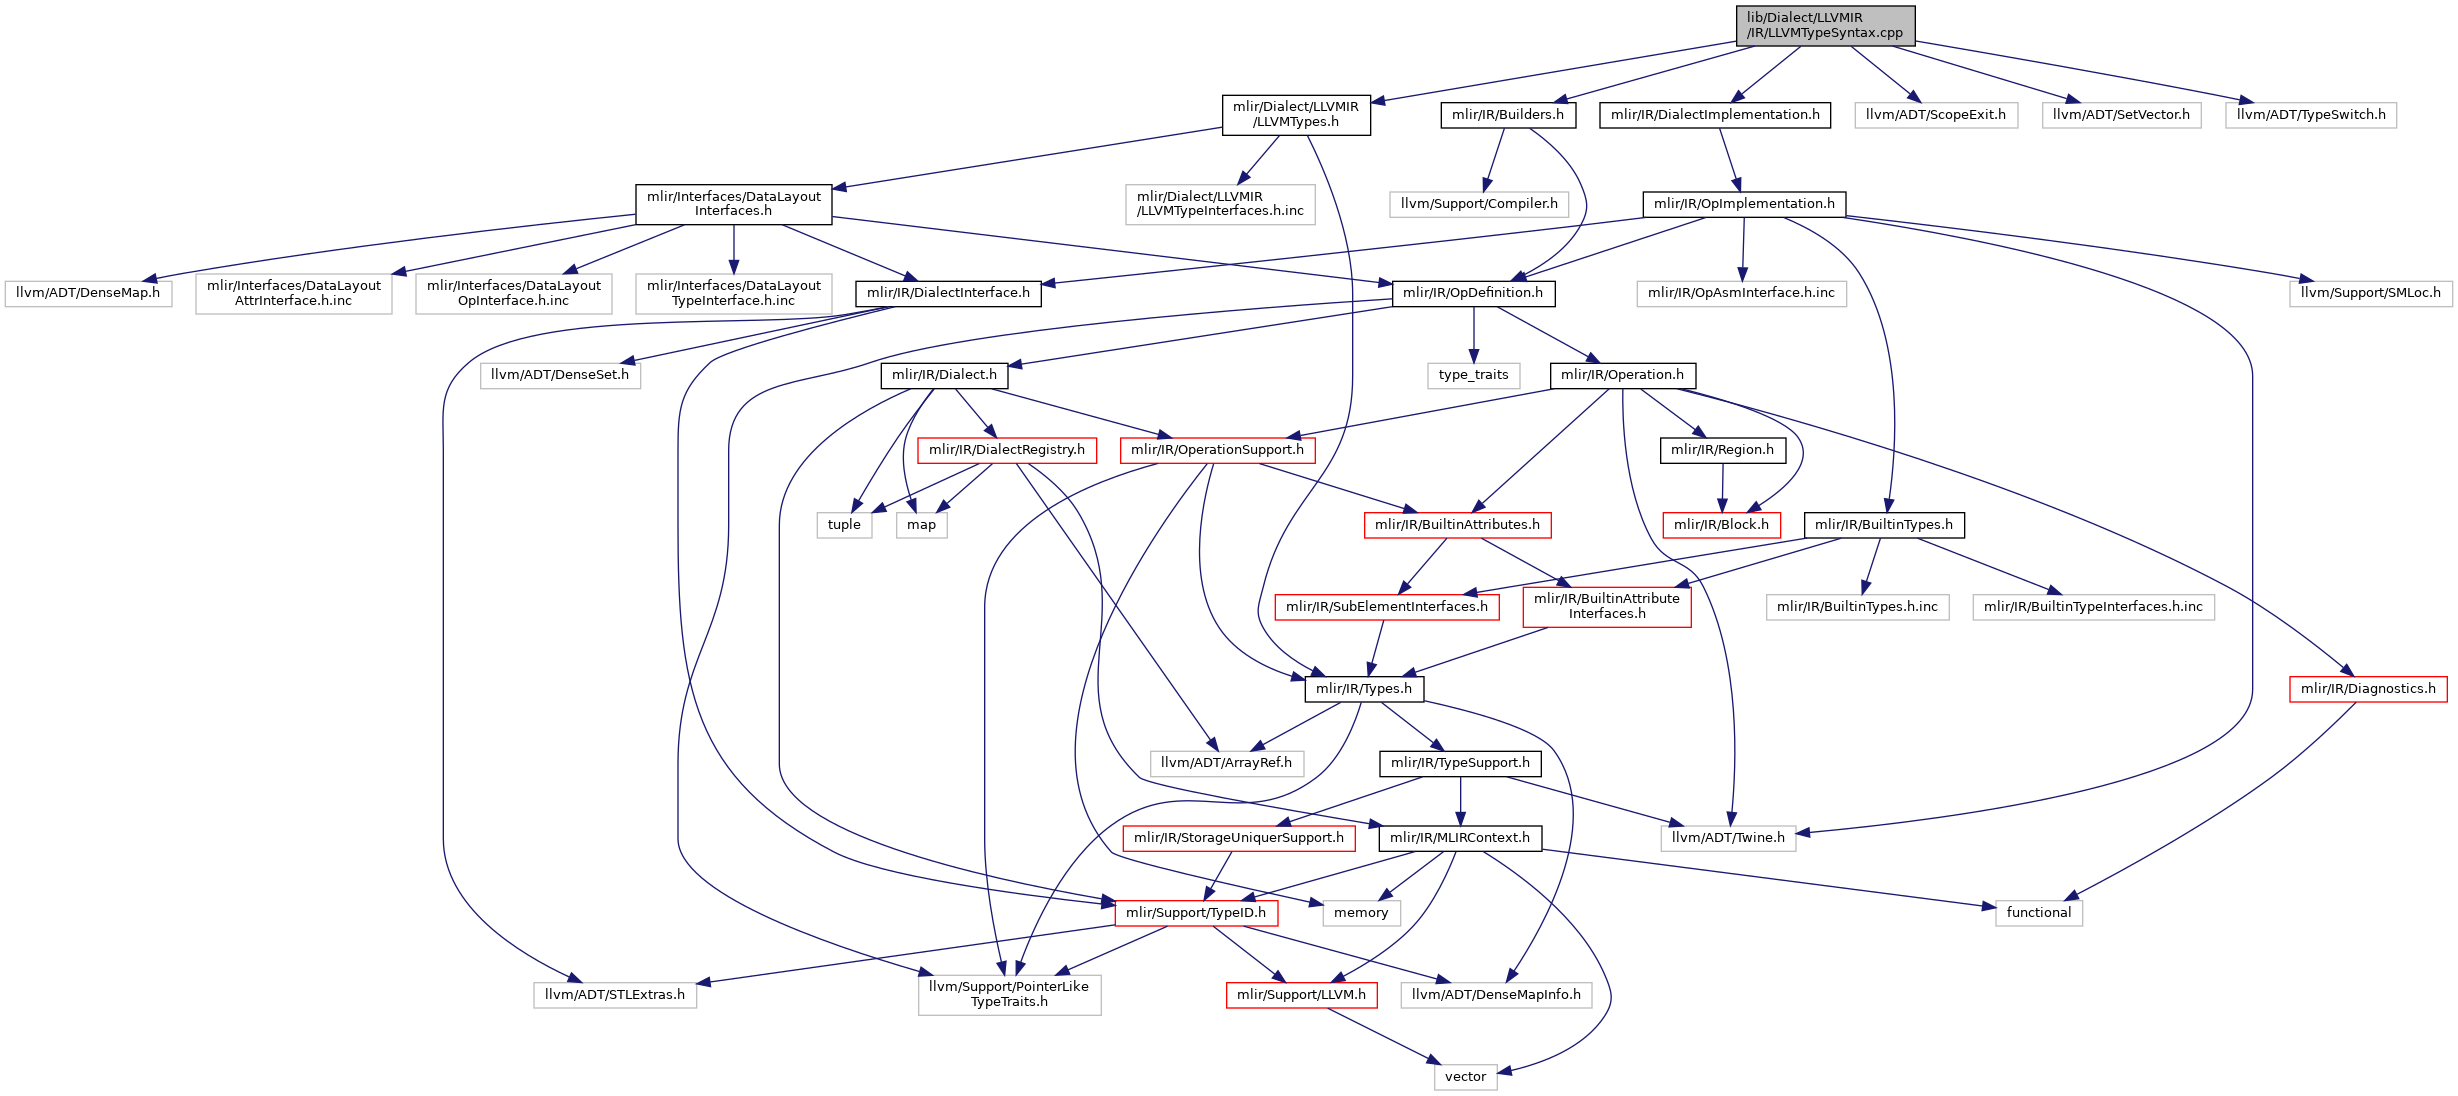 lib/Dialect/LLVMIR
/IR/LLVMTypeSyntax.cpp
mlir/Dialect/LLVMIR
/LLVMTypes.h
mlir/IR/Builders.h
mlir/IR/DialectImplementation.h
llvm/ADT/ScopeExit.h
llvm/ADT/SetVector.h
llvm/ADT/TypeSwitch.h
mlir/Interfaces/DataLayout
Interfaces.h
mlir/Dialect/LLVMIR
/LLVMTypeInterfaces.h.inc
llvm/Support/Compiler.h
mlir/IR/OpImplementation.h
llvm/ADT/DenseMap.h
mlir/Interfaces/DataLayout
AttrInterface.h.inc
mlir/Interfaces/DataLayout
OpInterface.h.inc
mlir/Interfaces/DataLayout
TypeInterface.h.inc
mlir/IR/DialectInterface.h
mlir/IR/OpDefinition.h
mlir/IR/OpAsmInterface.h.inc
llvm/Support/SMLoc.h
llvm/ADT/DenseSet.h
mlir/IR/Dialect.h
type_traits
mlir/IR/Operation.h
mlir/IR/DialectRegistry.h
mlir/IR/OperationSupport.h
mlir/IR/Region.h
tuple
map
mlir/IR/BuiltinAttributes.h
mlir/IR/Block.h
mlir/IR/BuiltinTypes.h
mlir/IR/SubElementInterfaces.h
mlir/IR/BuiltinAttribute
Interfaces.h
mlir/IR/BuiltinTypes.h.inc
mlir/IR/BuiltinTypeInterfaces.h.inc
mlir/IR/Types.h
mlir/IR/Diagnostics.h
llvm/ADT/ArrayRef.h
mlir/IR/TypeSupport.h
mlir/IR/StorageUniquerSupport.h
mlir/IR/MLIRContext.h
llvm/ADT/Twine.h
mlir/Support/TypeID.h
memory
functional
llvm/ADT/STLExtras.h
llvm/Support/PointerLike
TypeTraits.h
mlir/Support/LLVM.h
llvm/ADT/DenseMapInfo.h
vector